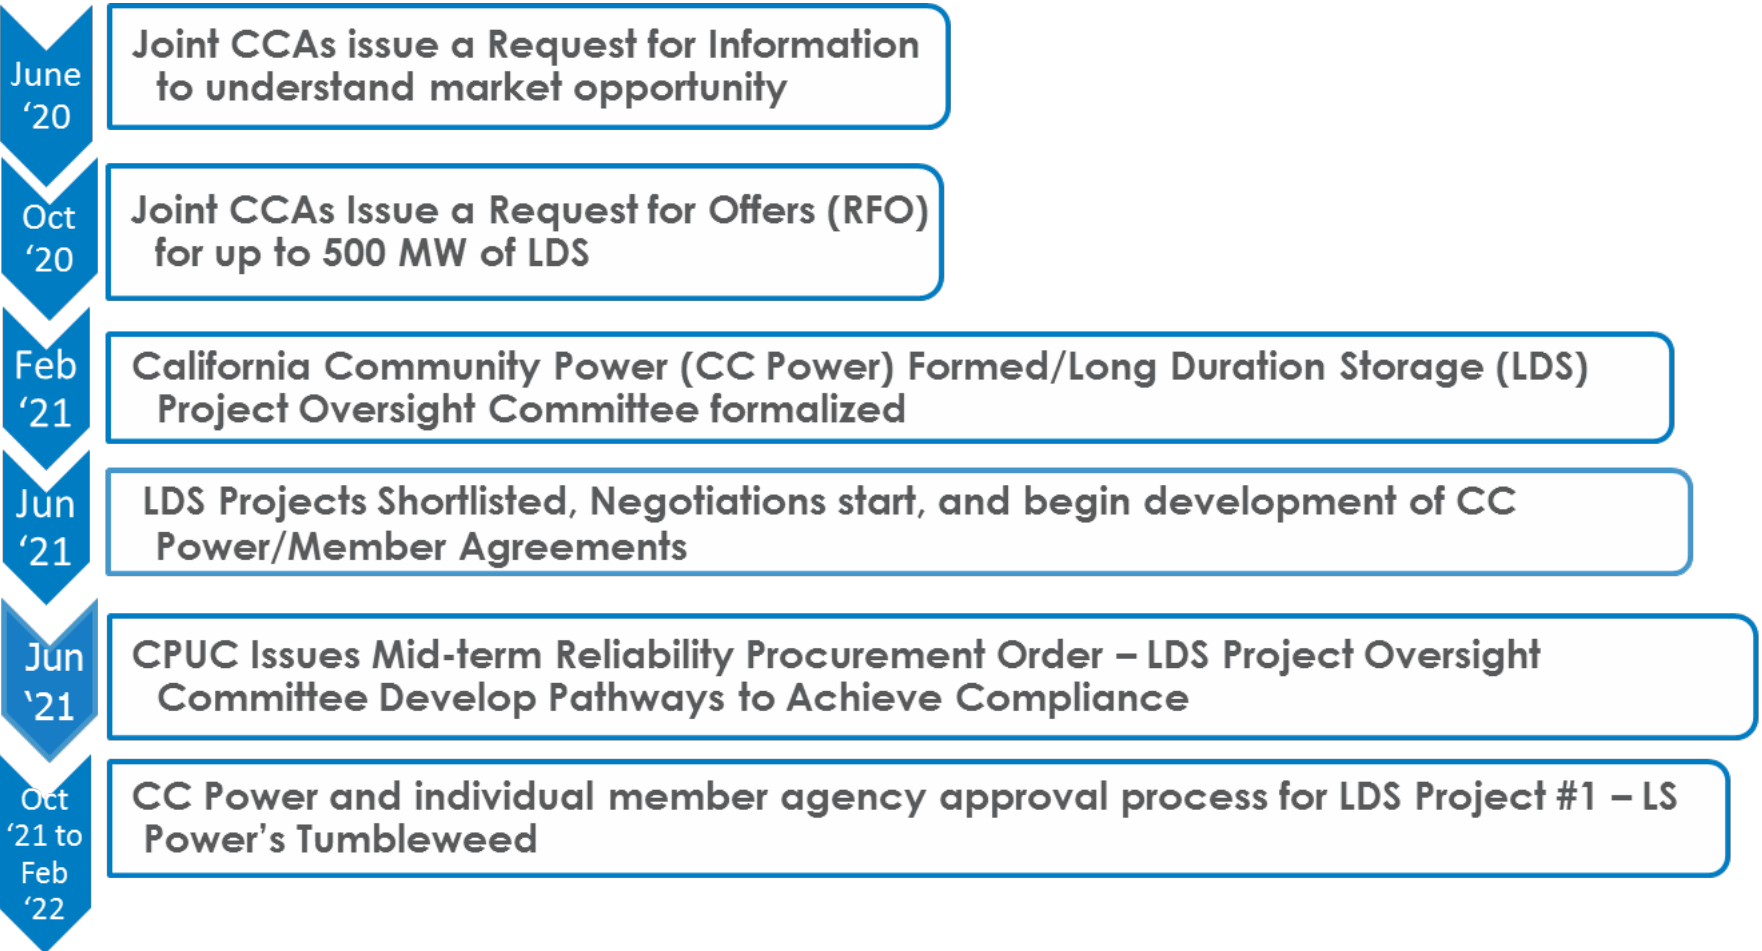 June
‘20
Joint CCAs issue a Request for Information
to understand market opportunity
Oct
‘20
Joint CCAs Issue a Request for Offers (RFO)
for up to 500 MW of LDS
Feb
‘21
California Community Power (CC Power) Formed/Long Duration Storage (LDS)
Project Oversight Committee formalized
Jun
‘21
LDS Projects Shortlisted, Negotiations start, and begin development of CC
Power/Member Agreements
Jun
‘21
CPUC Issues Mid-term Reliability Procurement Order – LDS Project Oversight
Committee Develop Pathways to Achieve Compliance
Oct
‘21 to
Feb
‘22
CC Power and individual member agency approval process for LDS Project #1 – LS
Power’s Tumbleweed